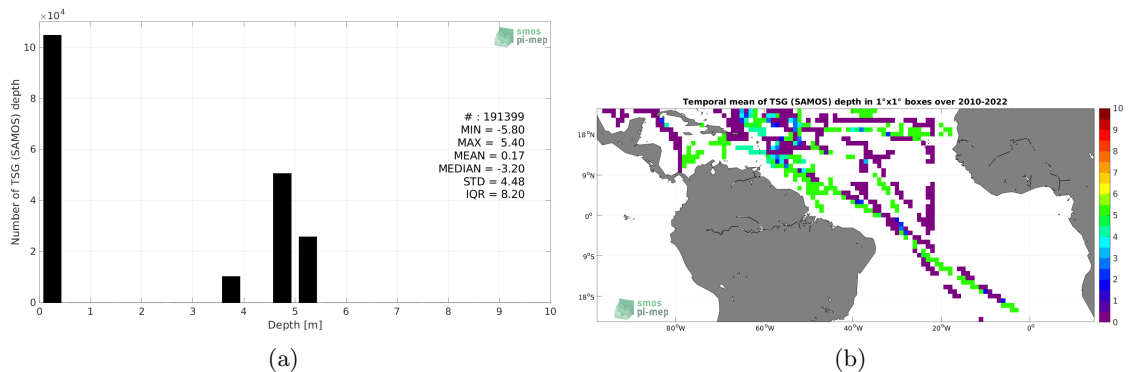 ×10⁴
10
8
6
4
2
0
Number of TSG (SAMOS) depth
smos
pi-mep
# : 191399
MIN = -5.80
MAX = 5.40
MEAN = 0.17
MEDIAN = -3.20
STD = 4.48
IQR = 8.20
0 1 2 3 4 5 6 7 8 9 10
Depth [m]
(a)
Temporal mean of TSG (SAMOS) depth in 1°x1° boxes over 2010-2022
18°N
9°N
0°
9°S
18°S
80°W 60°W 40°W 20°W 0°
smos
pi-mep
10
9
8
7
6
5
4
3
2
1
0
(b)